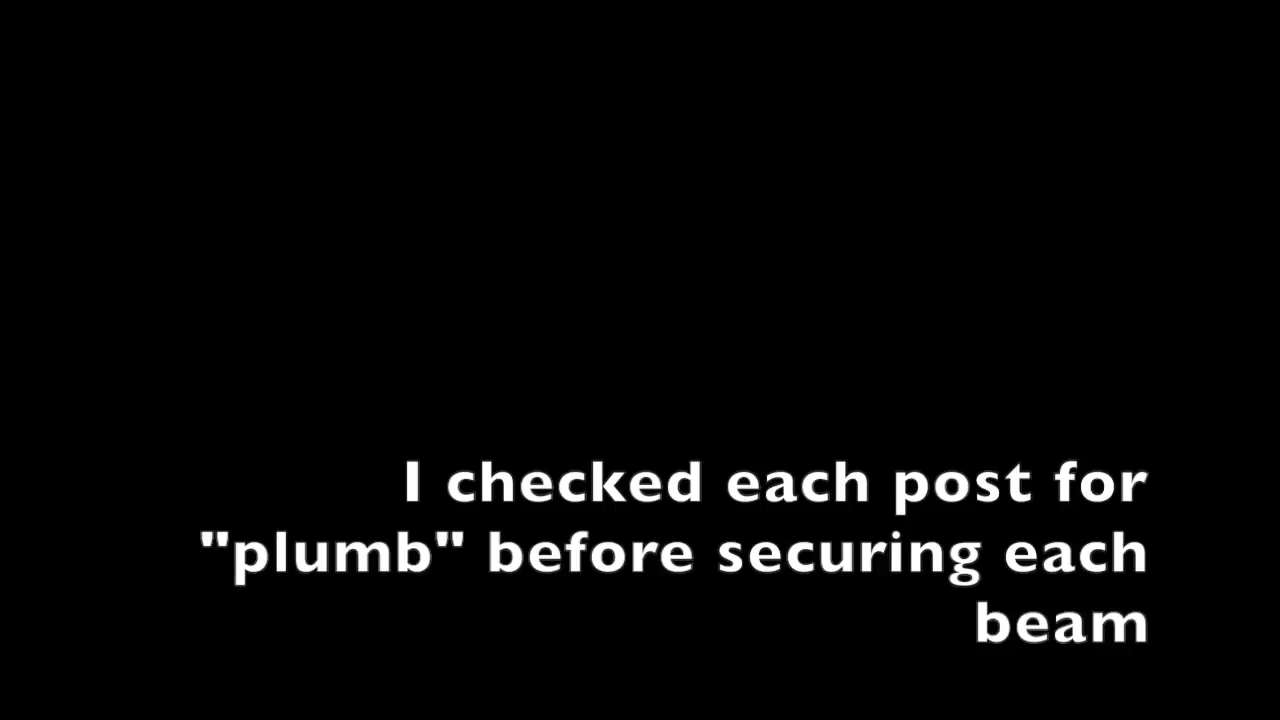 I checked each post for
"plumb" before securing each
beam